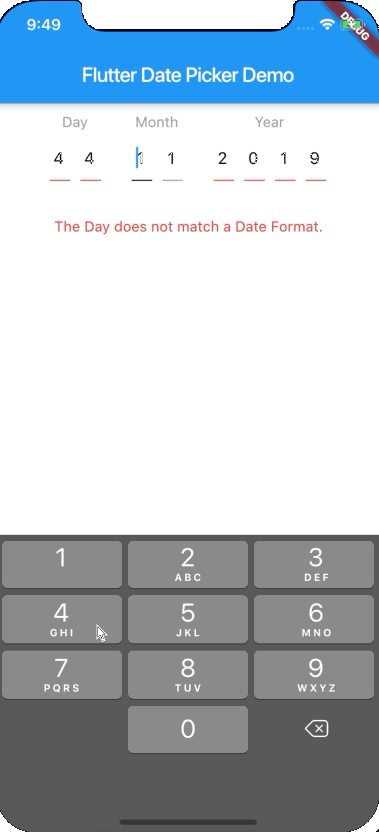 9:49
DEBUG
Flutter Date Picker Demo
Day Month Year
4 4 1 1 2 0 1 9
The Day does not match a Date Format.
1 2 3
ABC DEF
4 5 6
GHI JKL MNO
7 8 9
PQRS TUV WXYZ
0